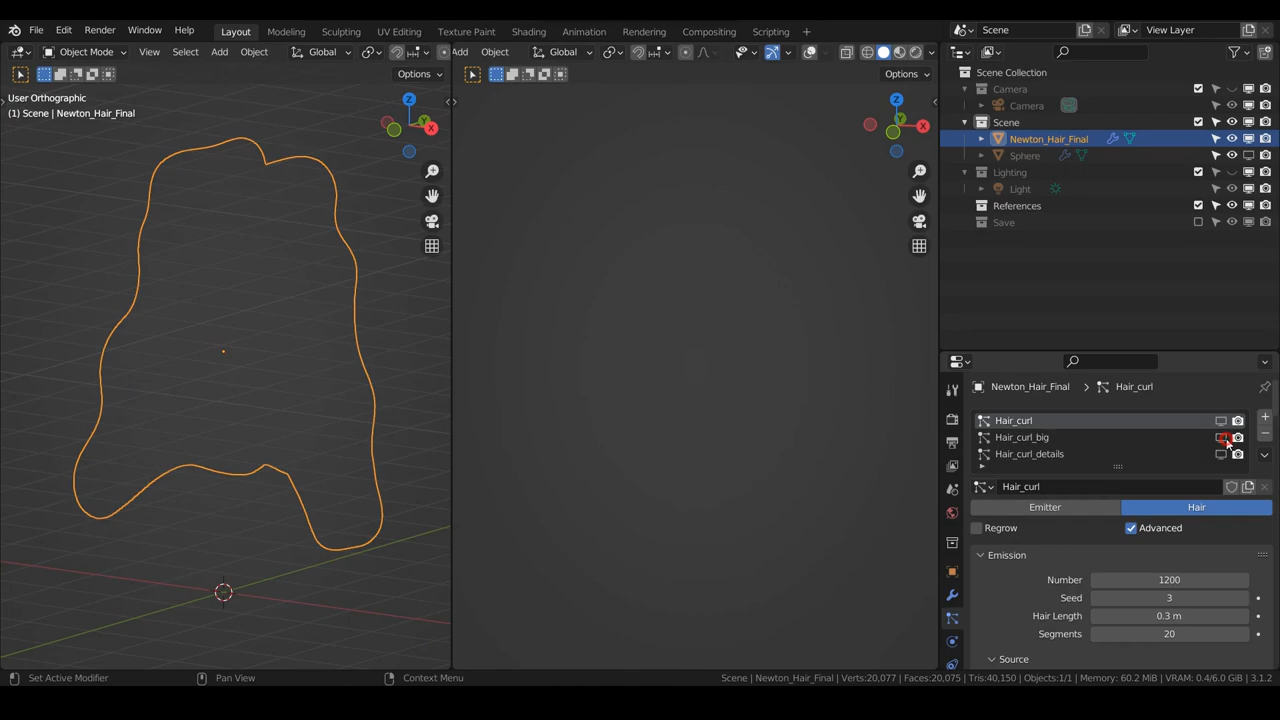 File Edit Render Window Help Layout Modeling Sculpting UV Editing Texture Paint Shading Animation Rendering Compositing Scripting + Scene View Layer
Object Mode View Select Add Object Global Add Object Global
Options Options
User Orthographic
(1) Scene | Newton_Hair_Final
Z
Y
X
Z
Y
X
Scene Collection
Camera
Camera
Scene
Newton_Hair_Final
Sphere
Lighting
Light
References
Save
Newton_Hair_Final > Hair_curl
Hair_curl
Hair_curl_big
Hair_curl_details
Hair_curl
Emitter Hair
Regrow Advanced
Emission
Number 1200
Seed 3
Hair Length 0.3 m
Segments 20
Source
Set Active Modifier Pan View Context Menu Scene | Newton_Hair_Final | Verts:20,077 | Faces:20,075 | Tris:40,150 | Objects:1/1 | Memory: 60.2 MiB | VRAM: 0.4/6.0 GiB | 3.1.2